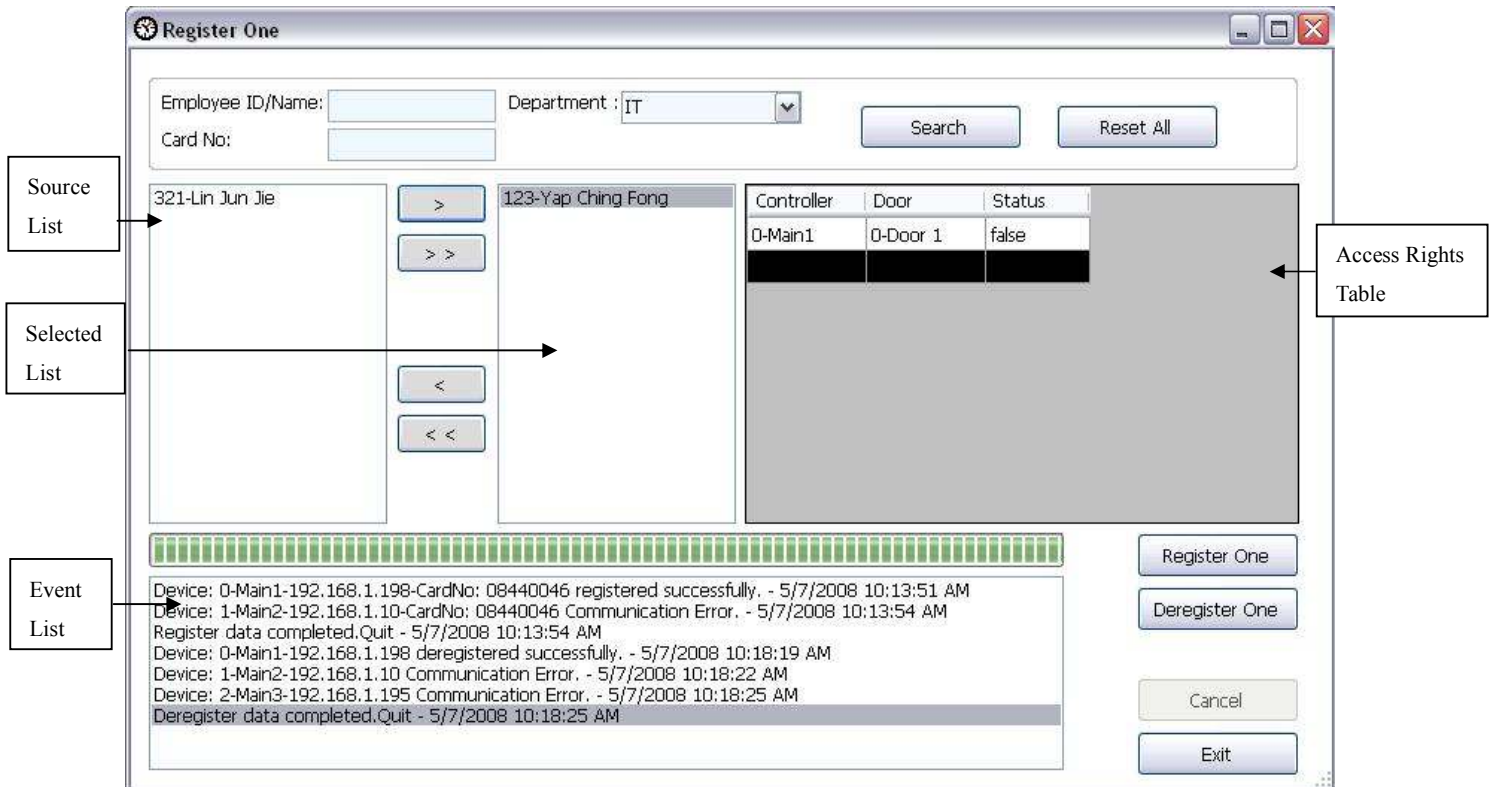 Register One
Employee ID/Name:
Department : IT
Search
Reset All
Card No:
Source
List
321-Lin Jun Jie
>
> >
<
< <
123-Yap Ching Fong
Controller Door Status
0-Main1 0-Door 1 false
Access Rights
Table
Selected
List
Event
List
Device: 0-Main1-192.168.1.198-CardNo: 08440046 registered successfully. - 5/7/2008 10:13:51 AM
Device: 1-Main2-192.168.1.10-CardNo: 08440046 Communication Error. - 5/7/2008 10:13:54 AM
Register data completed.Quit - 5/7/2008 10:13:54 AM
Device: 0-Main1-192.168.1.198 deregistered successfully. - 5/7/2008 10:18:19 AM
Device: 1-Main2-192.168.1.10 Communication Error. - 5/7/2008 10:18:22 AM
Device: 2-Main3-192.168.1.195 Communication Error. - 5/7/2008 10:18:25 AM
Deregister data completed.Quit - 5/7/2008 10:18:25 AM
Register One
Deregister One
Cancel
Exit